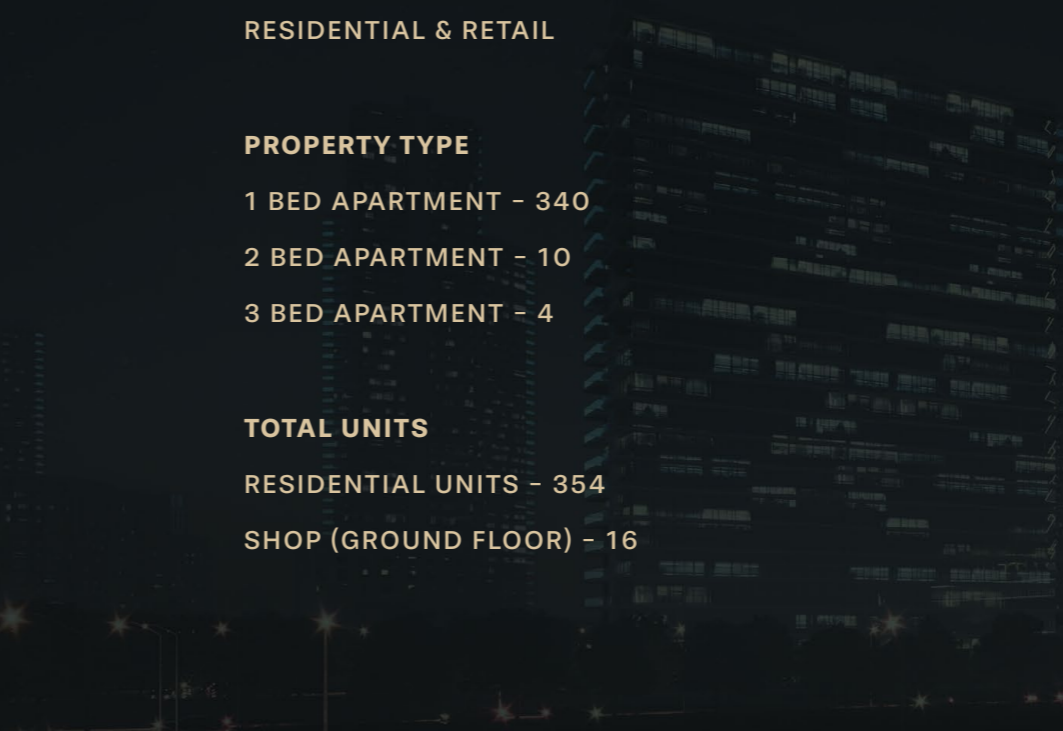 RESIDENTIAL & RETAIL
PROPERTY TYPE
1 BED APARTMENT – 340
2 BED APARTMENT – 10
3 BED APARTMENT – 4
TOTAL UNITS
RESIDENTIAL UNITS – 354
SHOP (GROUND FLOOR) – 16